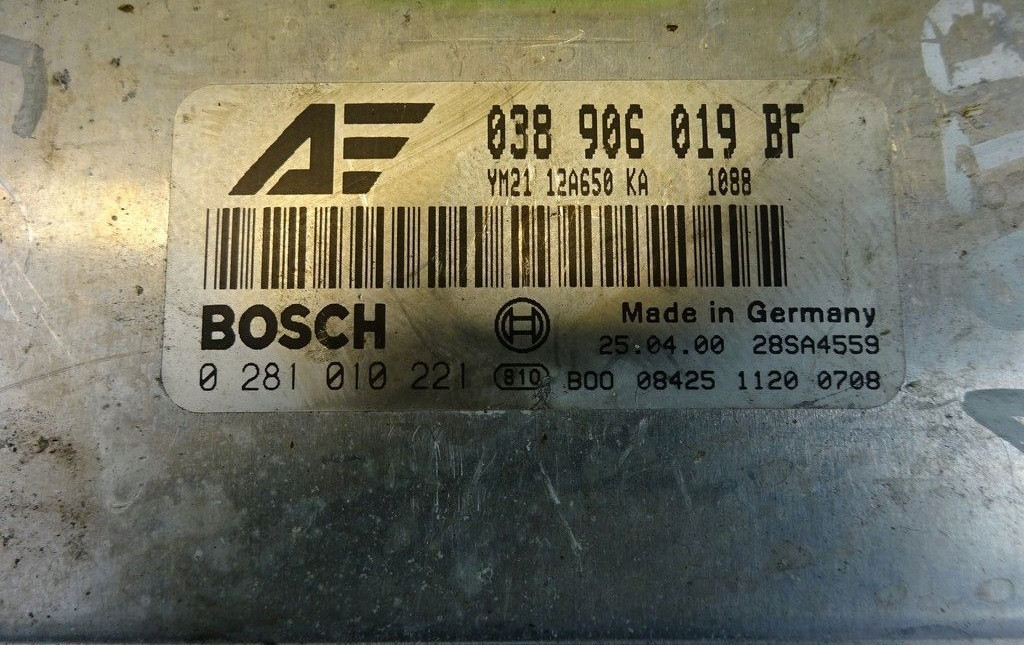 AE
038 906 019 BF
YM21 12A650 KA 1088
BOSCH
Made in Germany
25.04.00 28SA4559
0 281 010 221 810 B00 08425 1120 0708